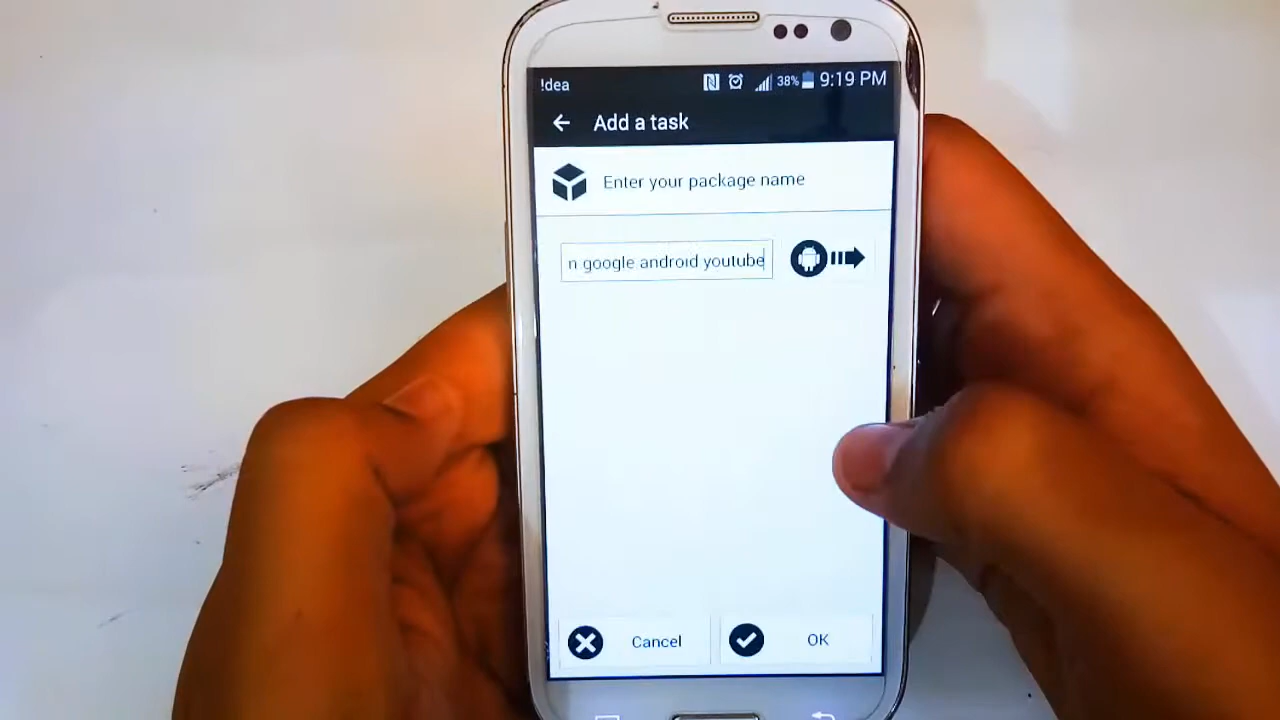 !dea 38% 9:19 PM
Add a task
Enter your package name
n google android youtube
Cancel OK